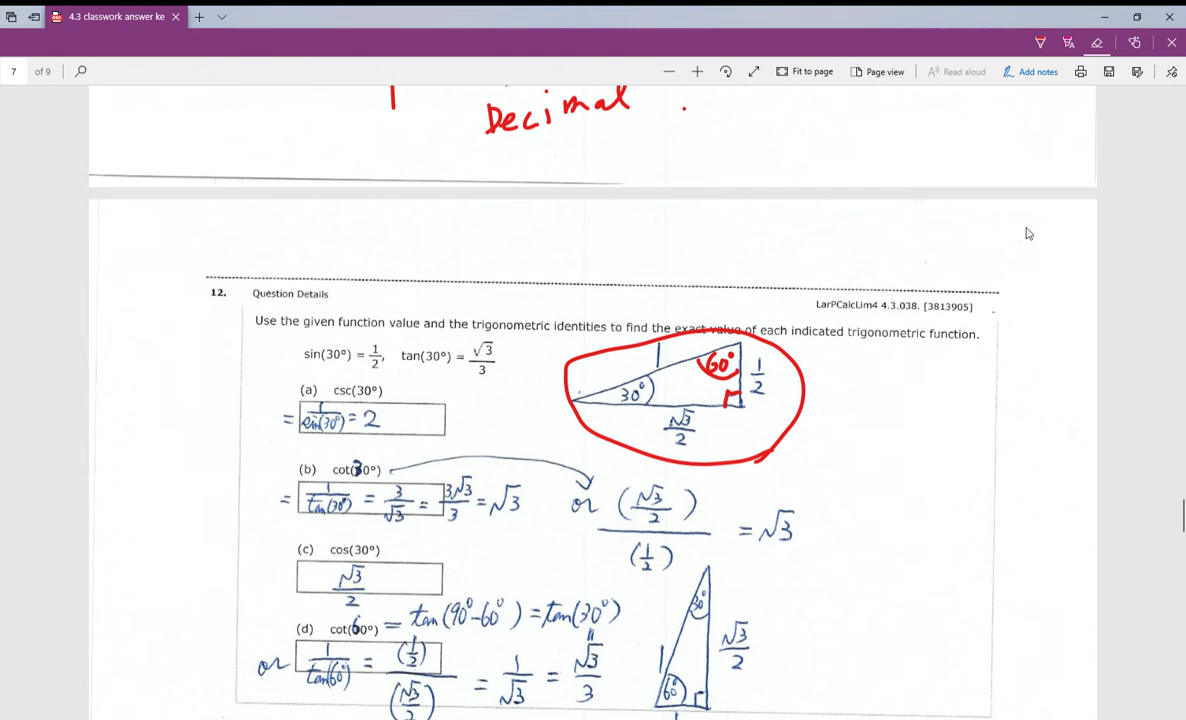 4.3 classwork answer ke
7 of 9 Fit to page Page view Read aloud Add notes
Decimal .
12. Question Details LarPCalcLim4 4.3.038. [3813905]
Use the given function value and the trigonometric identities to find the exact value of each indicated trigonometric function.
sin(30°) = 1/2, tan(30°) = √3/3
1 60° 1/2
30°
√3/2
(a) csc(30°)
= 1/sin(30°) = 2
(b) cot(30°)
= 1/tan(30°) = 3/√3 = 3√3/3 = √3 or (√3/2)/(1/2) = √3
(c) cos(30°)
√3/2
(d) cot(60°) = tan(90°-60°) = tan(30°)
or 1/tan(60°) = (1/2)/(√3/2) = 1/√3 = √3/3
30° √3/2
1
60°